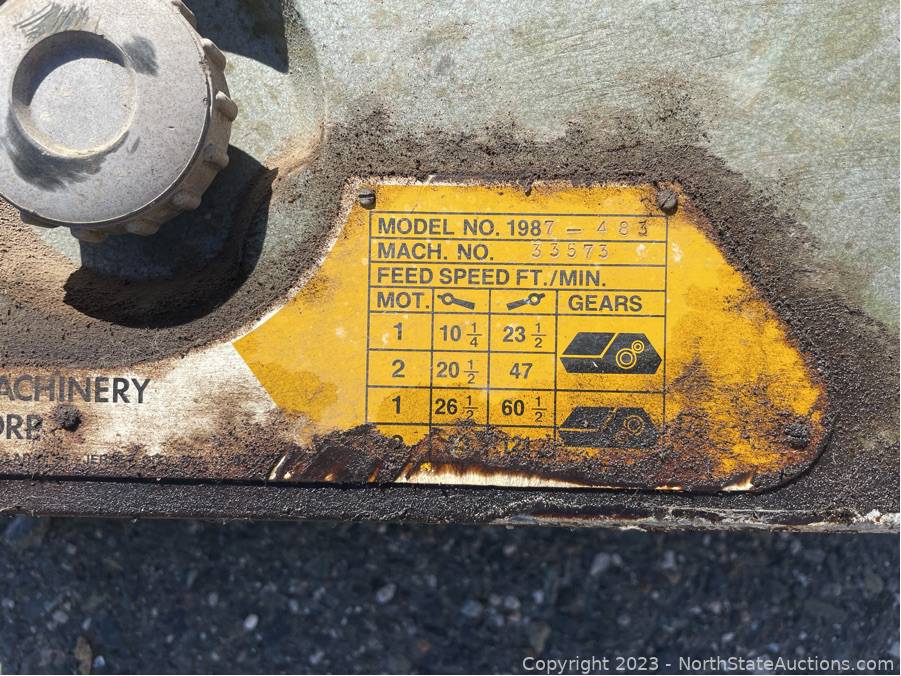 MODEL NO. 1987 - 483
MACH. NO. 33573
FEED SPEED FT./MIN.
MOT. GEARS
1 10 1/4 23 1/2
2 20 1/2 47
1 26 1/2 60 1/2
ACHINERY
ORP.
Copyright © 2023 - NorthStateAuctions.com